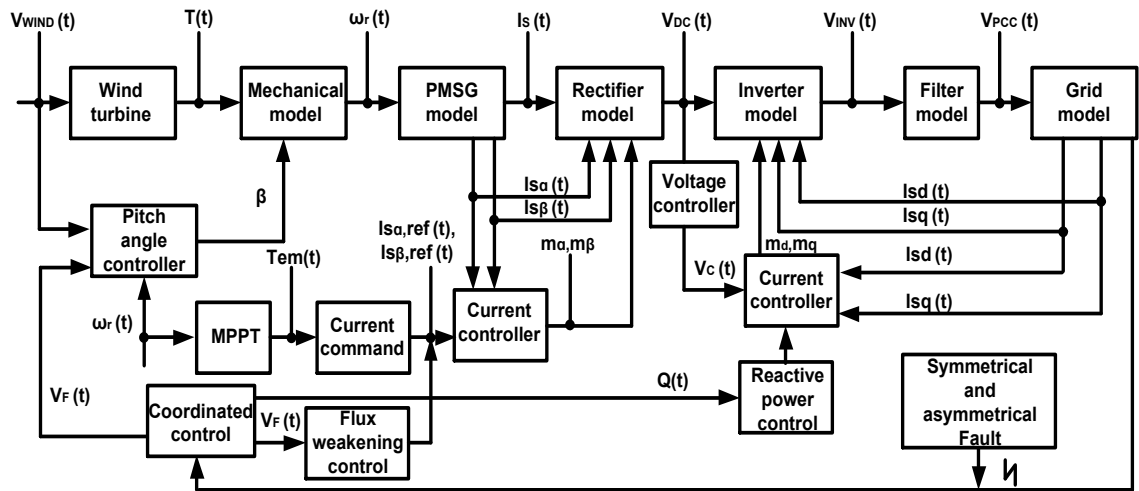 VWIND (t)
T(t)
ωr (t)
IS (t)
VDC (t)
VINV (t)
VPCC (t)
Wind
turbine
Mechanical
model
PMSG
model
Rectifier
model
Inverter
model
Filter
model
Grid
model
Voltage
controller
Isα (t)
Isβ (t)
Isd (t)
Isq (t)
β
Pitch
angle
controller
Isα,ref (t),
Isβ,ref (t)
mα,mβ
md,mq
Isd (t)
Tem(t)
VC (t)
Current
controller
Isq (t)
ωr (t)
MPPT
Current
command
Current
controller
VF (t)
Coordinated
control
VF (t)
Flux
weakening
control
Q(t)
Reactive
power
control
Symmetrical
and
asymmetrical
Fault